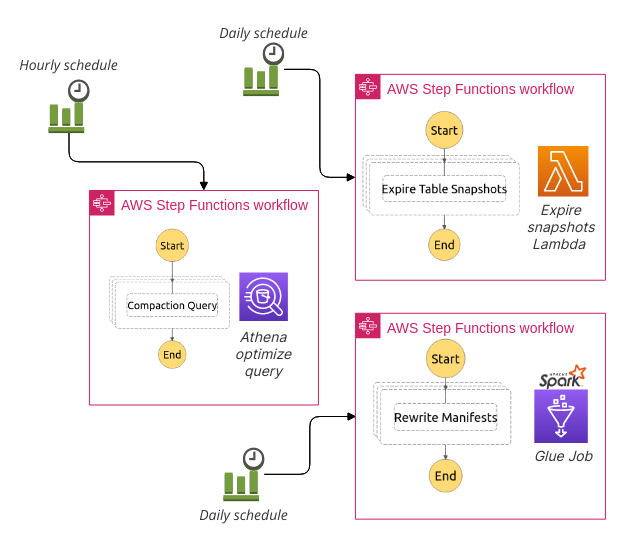 Daily schedule
Hourly schedule
AWS Step Functions workflow
Start
Expire Table Snapshots
End
Expire
snapshots
Lambda
AWS Step Functions workflow
Start
Compaction Query
End
Athena
optimize
query
AWS Step Functions workflow
Start
Rewrite Manifests
End
APACHE
Spark
Glue Job
Daily schedule